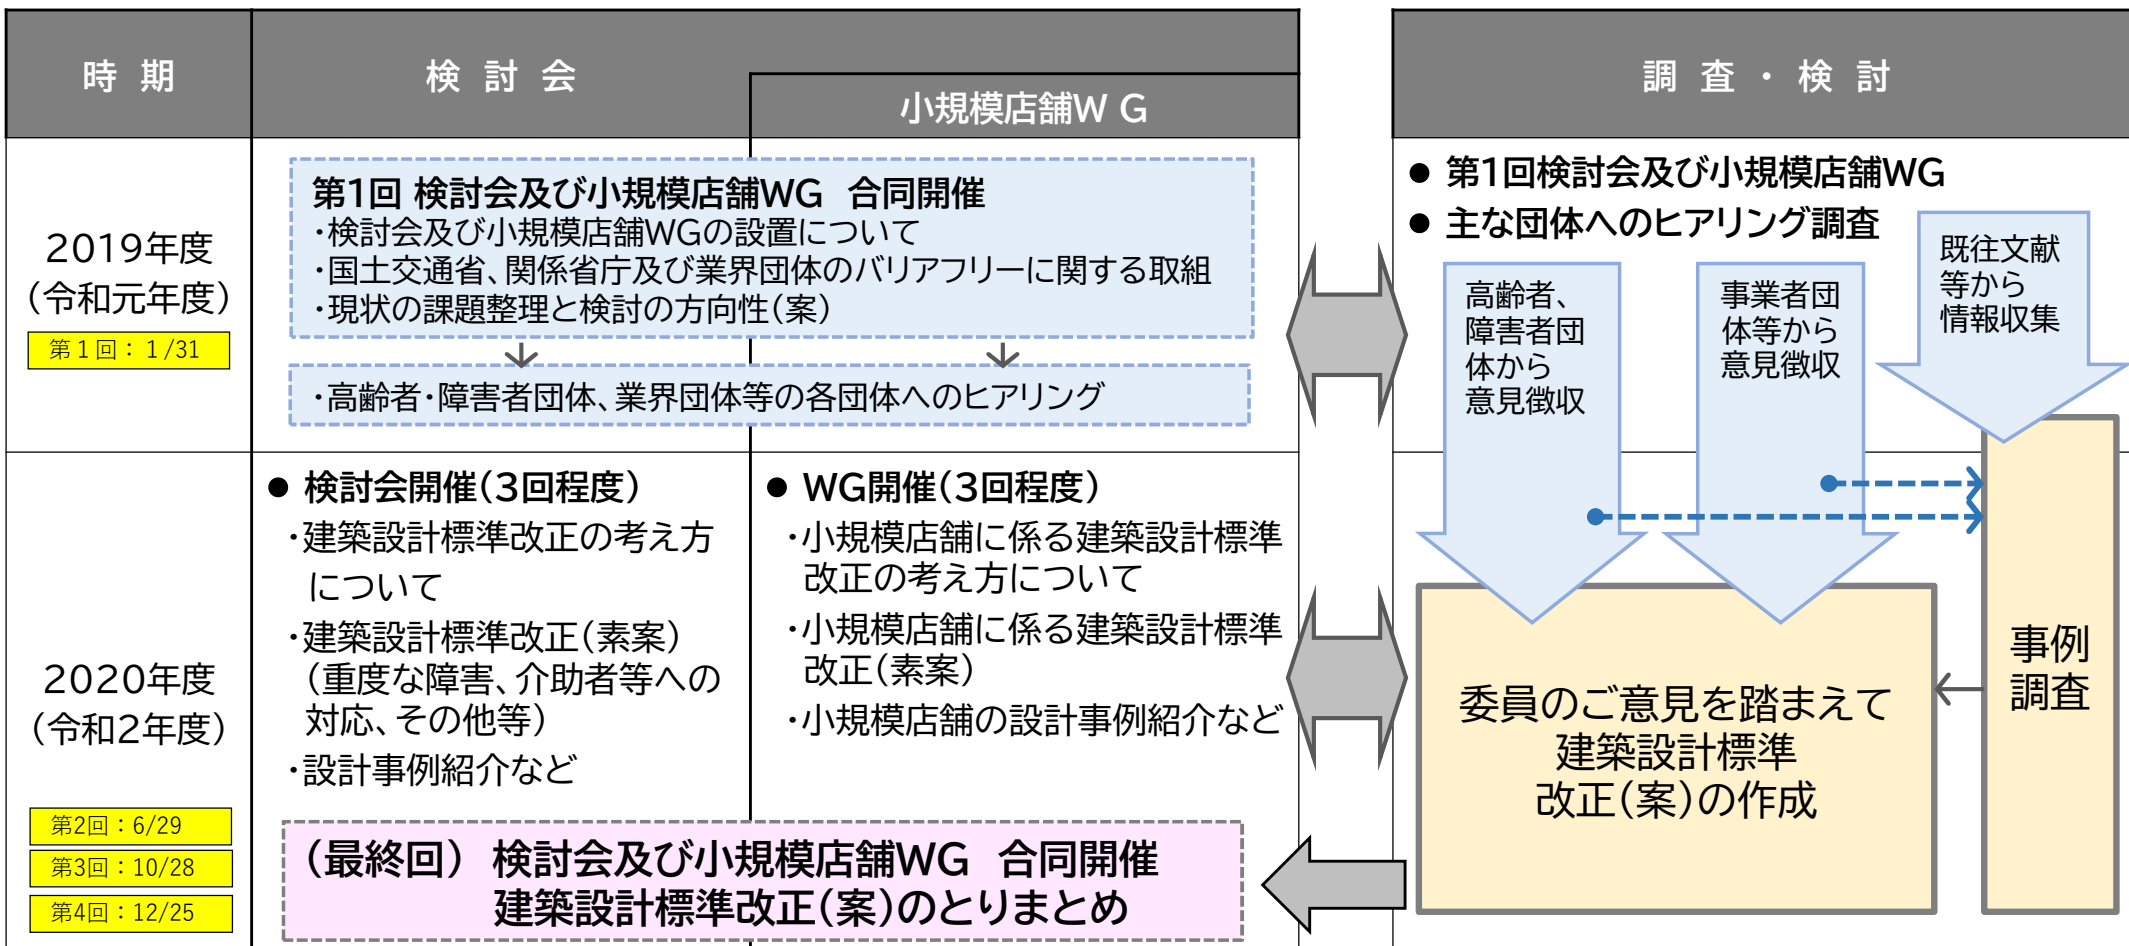 時 期
検 討 会
小規模店舗W G
調 査 ・ 検 討
2019年度
(令和元年度)
第1回：1/31
第1回 検討会及び小規模店舗WG 合同開催
・検討会及び小規模店舗WGの設置について
・国土交通省、関係省庁及び業界団体のバリアフリーに関する取組
・現状の課題整理と検討の方向性(案)
・高齢者・障害者団体、業界団体等の各団体へのヒアリング
● 第1回検討会及び小規模店舗WG
● 主な団体へのヒアリング調査
高齢者、
障害者団
体から
意見徴収
事業者団
体等から
意見徴収
既往文献
等から
情報収集
2020年度
(令和2年度)
第2回：6/29
第3回：10/28
第4回：12/25
● 検討会開催(3回程度)
・建築設計標準改正の考え方
について
・建築設計標準改正(素案)
(重度な障害、介助者等への
対応、その他等)
・設計事例紹介など
● WG開催(3回程度)
・小規模店舗に係る建築設計標準
改正の考え方について
・小規模店舗に係る建築設計標準
改正(素案)
・小規模店舗の設計事例紹介など
(最終回) 検討会及び小規模店舗WG 合同開催
建築設計標準改正(案)のとりまとめ
委員のご意見を踏まえて
建築設計標準
改正(案)の作成
事例
調査